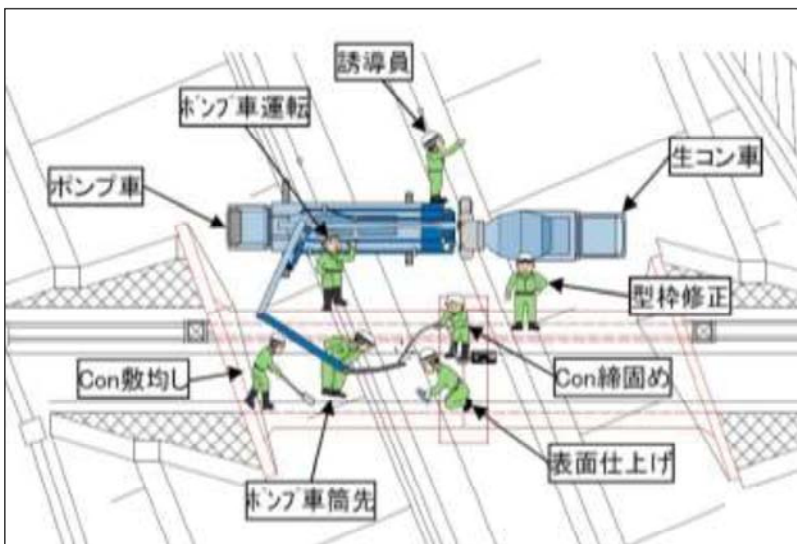 誘導員
ﾎﾟﾝﾌﾟ車運転
生コン車
ポンプ車
型枠修正
Con敷均し
Con締固め
表面仕上げ
ﾎﾟﾝﾌﾟ車筒先